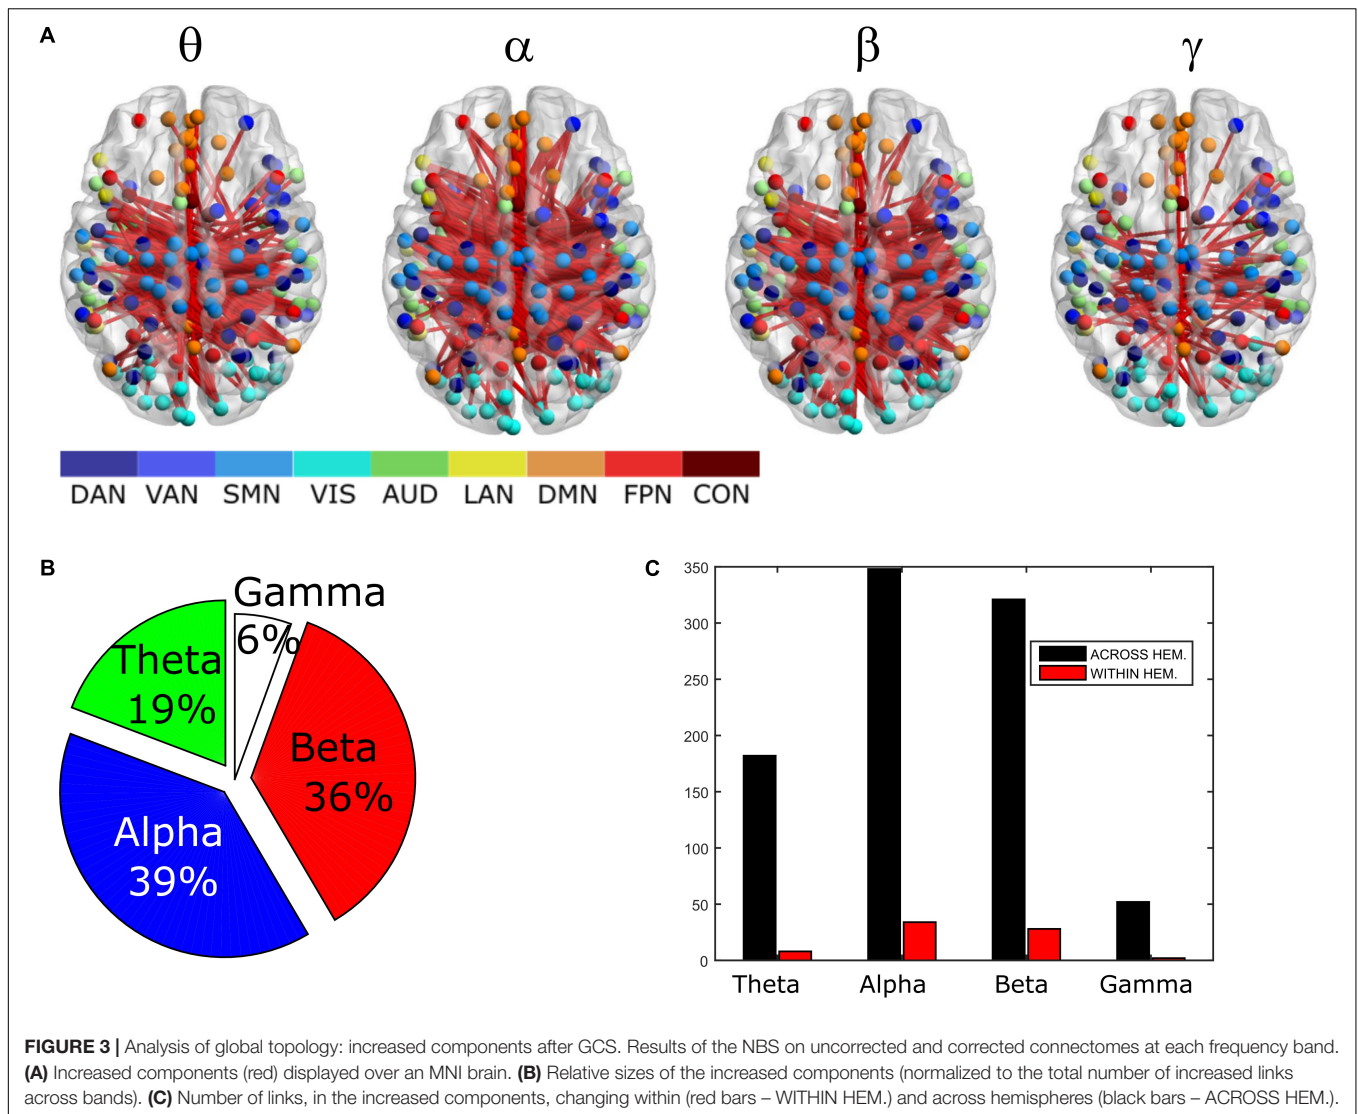 A
θ α β γ
DAN VAN SMN VIS AUD LAN DMN FPN CON
B
Gamma
6%
Theta
19%
Beta
36%
Alpha
39%
C
350
300
250
200
150
100
50
0
ACROSS HEM.
WITHIN HEM.
Theta Alpha Beta Gamma
FIGURE 3 | Analysis of global topology: increased components after GCS. Results of the NBS on uncorrected and corrected connectomes at each frequency band.
(A) Increased components (red) displayed over an MNI brain. (B) Relative sizes of the increased components (normalized to the total number of increased links
across bands). (C) Number of links, in the increased components, changing within (red bars – WITHIN HEM.) and across hemispheres (black bars – ACROSS HEM.).